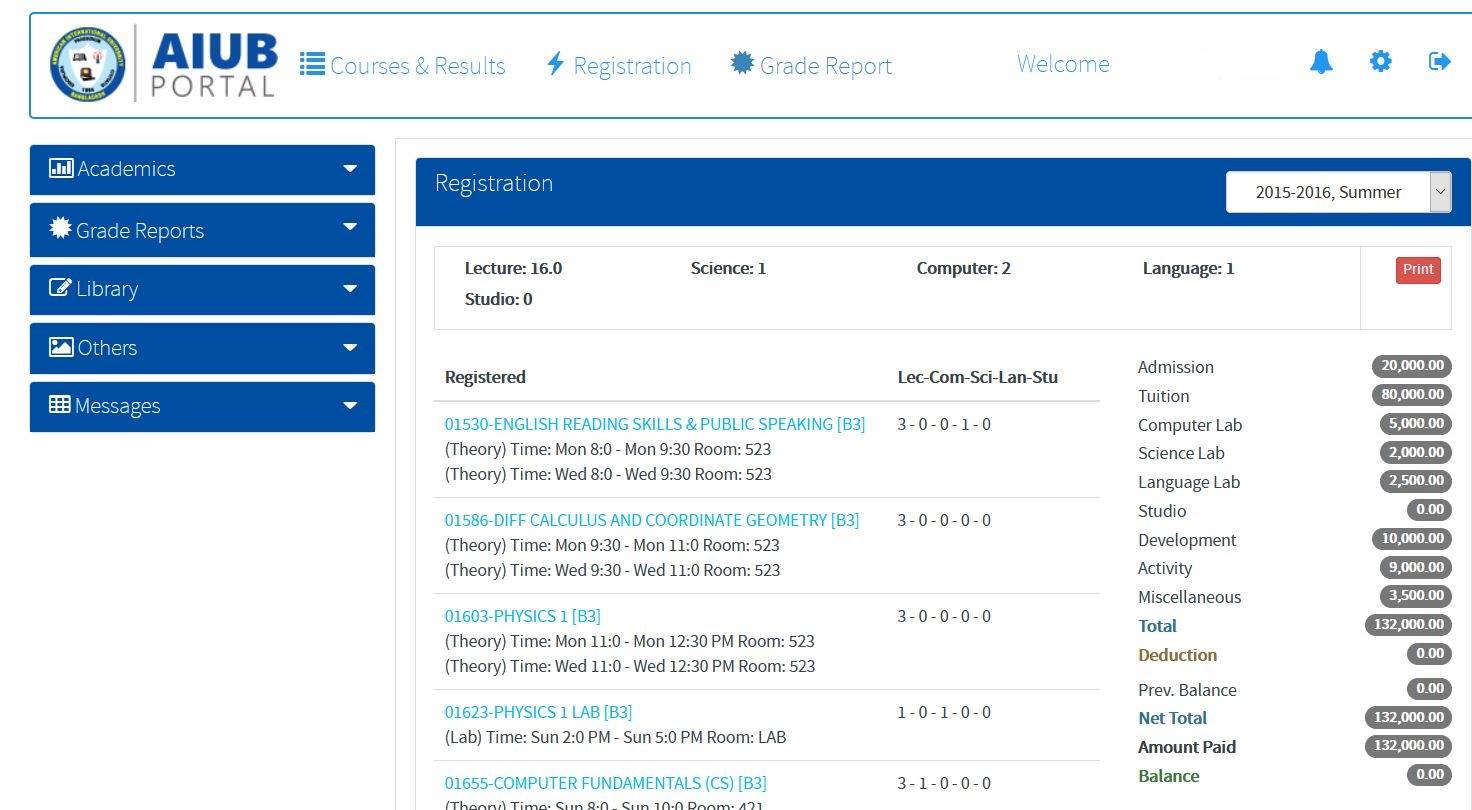 AIUB
PORTAL
Courses & Results
Registration
Grade Report
Welcome
Academics
Grade Reports
Library
Others
Messages
Registration
2015-2016, Summer
Lecture: 16.0 Science: 1 Computer: 2 Language: 1
Studio: 0
Print
Registered Lec-Com-Sci-Lan-Stu
01530-ENGLISH READING SKILLS & PUBLIC SPEAKING [B3] 3 - 0 - 0 - 1 - 0
(Theory) Time: Mon 8:0 - Mon 9:30 Room: 523
(Theory) Time: Wed 8:0 - Wed 9:30 Room: 523
01586-DIFF CALCULUS AND COORDINATE GEOMETRY [B3] 3 - 0 - 0 - 0 - 0
(Theory) Time: Mon 9:30 - Mon 11:0 Room: 523
(Theory) Time: Wed 9:30 - Wed 11:0 Room: 523
01603-PHYSICS 1 [B3] 3 - 0 - 0 - 0 - 0
(Theory) Time: Mon 11:0 - Mon 12:30 PM Room: 523
(Theory) Time: Wed 11:0 - Wed 12:30 PM Room: 523
01623-PHYSICS 1 LAB [B3] 1 - 0 - 1 - 0 - 0
(Lab) Time: Sun 2:0 PM - Sun 5:0 PM Room: LAB
01655-COMPUTER FUNDAMENTALS (CS) [B3] 3 - 1 - 0 - 0 - 0
(Theory) Time: Sun 8:0 - Sun 10:0 Room: 421
Admission 20,000.00
Tuition 80,000.00
Computer Lab 5,000.00
Science Lab 2,000.00
Language Lab 2,500.00
Studio 0.00
Development 10,000.00
Activity 9,000.00
Miscellaneous 3,500.00
Total 132,000.00
Deduction 0.00
Prev. Balance 0.00
Net Total 132,000.00
Amount Paid 132,000.00
Balance 0.00